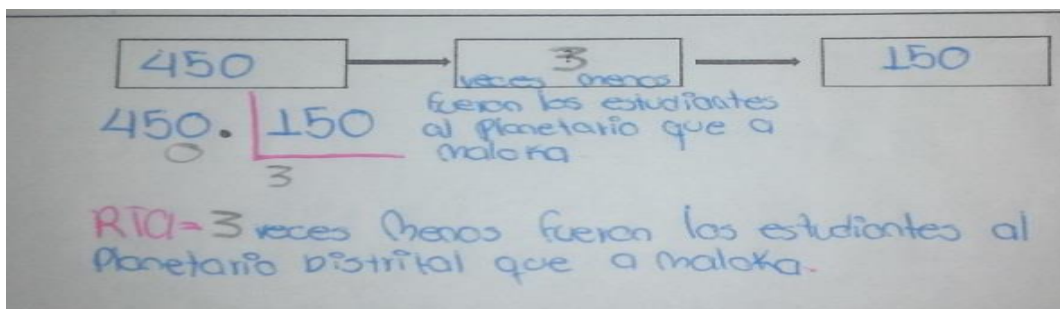 450 3 150
veces menos
450. 150 fueron los estudiantes
0 al Planetario que a
3 maloka
RTa= 3 veces menos fueron los estudiantes al
Planetario Distrital que a maloka.